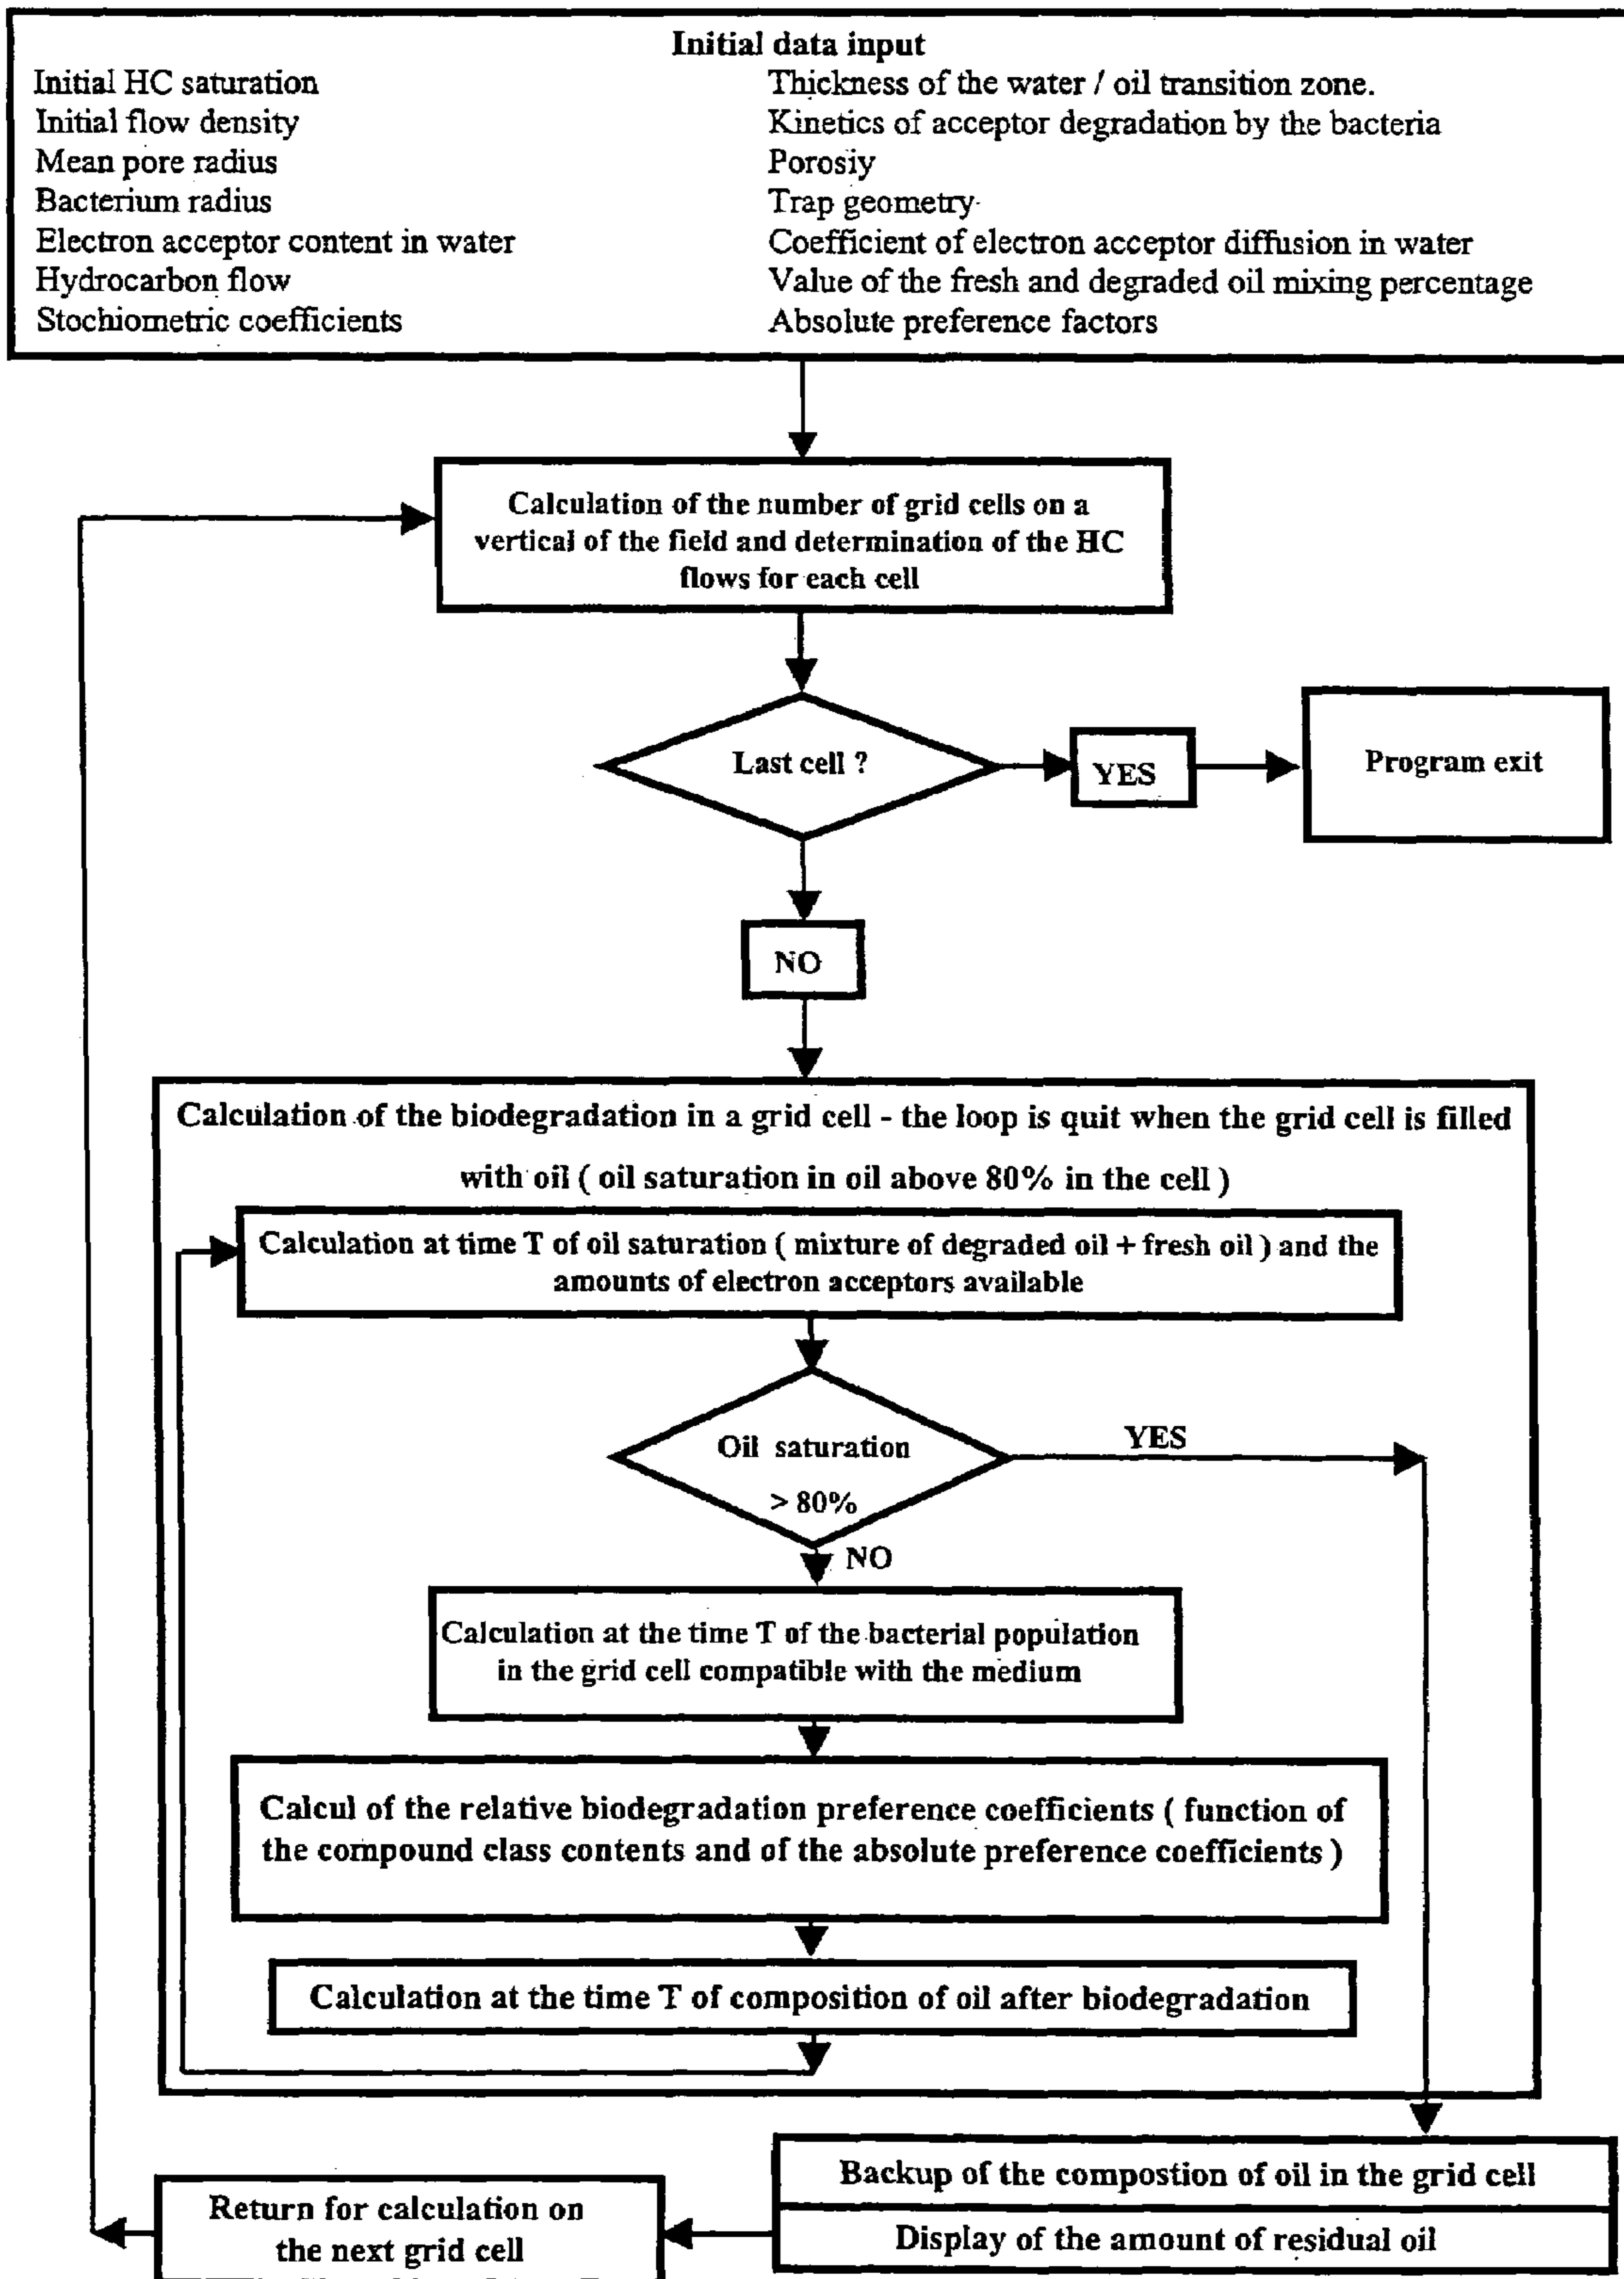 Initial data input
Initial HC saturation
Initial flow density
Mean pore radius
Bacterium radius
Electron acceptor content in water
Hydrocarbon flow
Stochiometric coefficients
Thickness of the water / oil transition zone.
Kinetics of acceptor degradation by the bacteria
Porosiy
Trap geometry
Coefficient of electron acceptor diffusion in water
Value of the fresh and degraded oil mixing percentage
Absolute preference factors
Calculation of the number of grid cells on a
vertical of the field and determination of the HC
flows for each cell
Last cell ?
YES
Program exit
NO
Calculation of the biodegradation in a grid cell - the loop is quit when the grid cell is filled
with oil ( oil saturation in oil above 80% in the cell )
Calculation at time T of oil saturation ( mixture of degraded oil + fresh oil ) and the
amounts of electron acceptors available
Oil saturation
> 80%
YES
NO
Calculation at the time T of the bacterial population
in the grid cell compatible with the medium
Calcul of the relative biodegradation preference coefficients ( function of
the compound class contents and of the absolute preference coefficients )
Calculation at the time T of composition of oil after biodegradation
Backup of the compostion of oil in the grid cell
Display of the amount of residual oil
Return for calculation on
the next grid cell